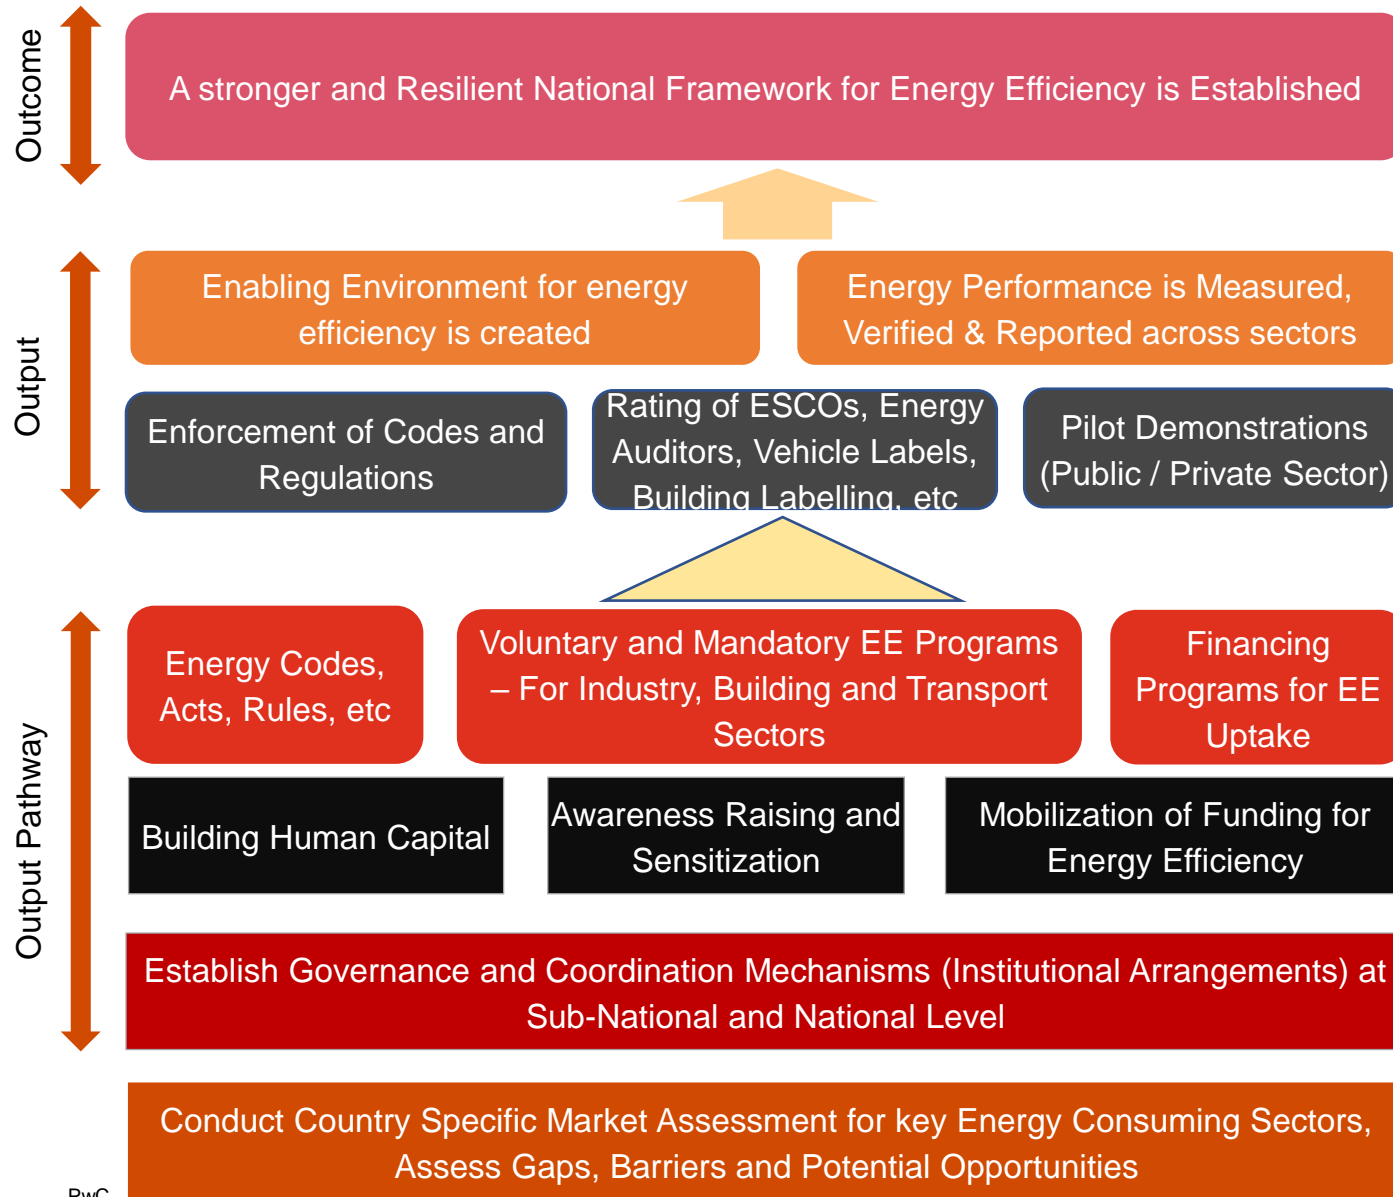 Outcome
A stronger and Resilient National Framework for Energy Efficiency is Established
Output
Enabling Environment for energy
efficiency is created
Energy Performance is Measured,
Verified & Reported across sectors
Enforcement of Codes and
Regulations
Rating of ESCOs, Energy
Auditors, Vehicle Labels,
Building Labelling, etc
Pilot Demonstrations
(Public / Private Sector)
Output Pathway
Energy Codes,
Acts, Rules, etc
Voluntary and Mandatory EE Programs
– For Industry, Building and Transport
Sectors
Financing
Programs for EE
Uptake
Building Human Capital
Awareness Raising and
Sensitization
Mobilization of Funding for
Energy Efficiency
Establish Governance and Coordination Mechanisms (Institutional Arrangements) at
Sub-National and National Level
Conduct Country Specific Market Assessment for key Energy Consuming Sectors,
Assess Gaps, Barriers and Potential Opportunities
PwC